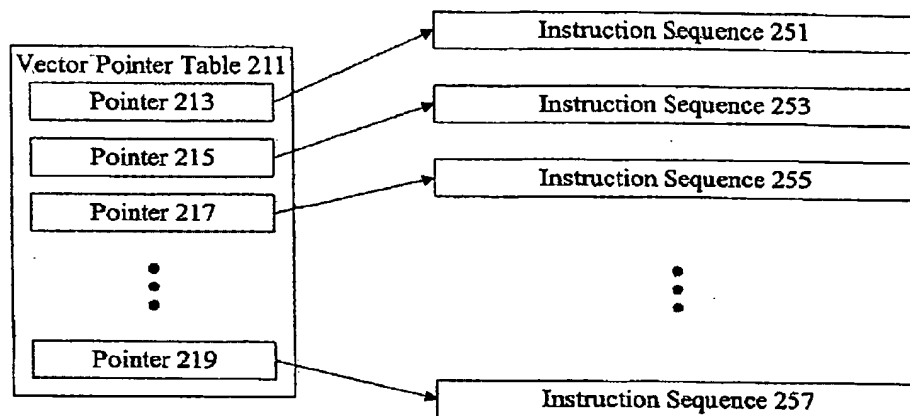 Vector Pointer Table 211
Pointer 213
Pointer 215
Pointer 217
Pointer 219
Instruction Sequence 251
Instruction Sequence 253
Instruction Sequence 255
Instruction Sequence 257